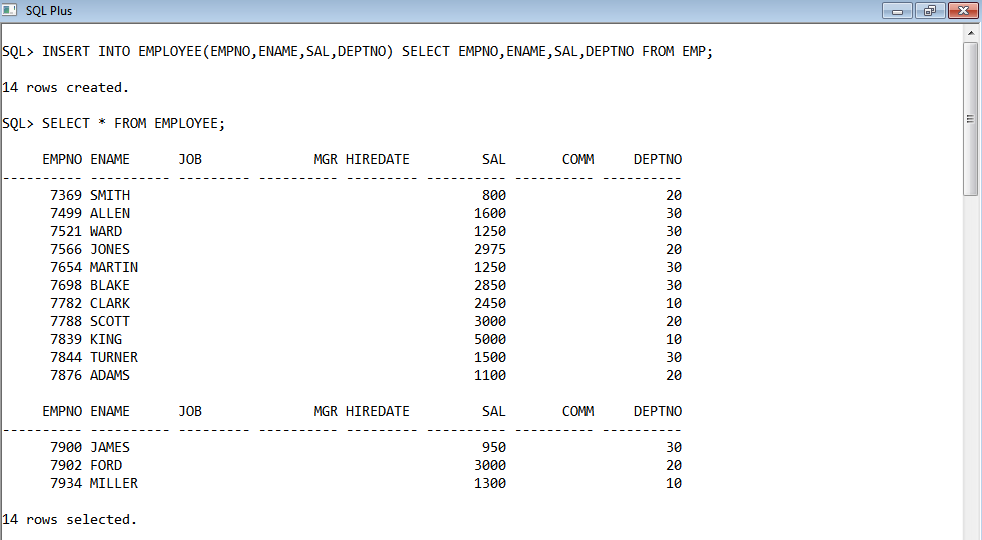 SQL Plus
SQL> INSERT INTO EMPLOYEE(EMPNO,ENAME,SAL,DEPTNO) SELECT EMPNO,ENAME,SAL,DEPTNO FROM EMP;
14 rows created.
SQL> SELECT * FROM EMPLOYEE;
     EMPNO ENAME      JOB              MGR HIREDATE         SAL       COMM     DEPTNO
---------- ---------- --------- ---------- --------- ---------- ---------- ----------
      7369 SMITH                                            800                    20
      7499 ALLEN                                           1600                    30
      7521 WARD                                            1250                    30
      7566 JONES                                           2975                    20
      7654 MARTIN                                          1250                    30
      7698 BLAKE                                           2850                    30
      7782 CLARK                                           2450                    10
      7788 SCOTT                                           3000                    20
      7839 KING                                            5000                    10
      7844 TURNER                                          1500                    30
      7876 ADAMS                                           1100                    20
     EMPNO ENAME      JOB              MGR HIREDATE         SAL       COMM     DEPTNO
---------- ---------- --------- ---------- --------- ---------- ---------- ----------
      7900 JAMES                                            950                    30
      7902 FORD                                            3000                    20
      7934 MILLER                                          1300                    10
14 rows selected.